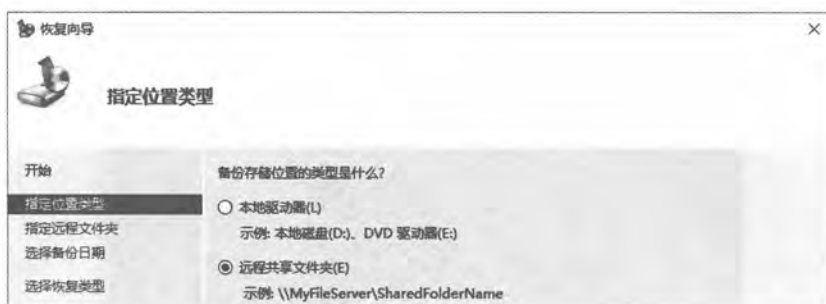 恢复向导
指定位置类型
开始
指定位置类型
指定远程文件夹
选择备份日期
选择恢复类型
备份存储位置的类型是什么?
本地驱动器(L)
示例: 本地磁盘(D:)、DVD 驱动器(E:)
远程共享文件夹(E)
示例: \\MyFileServer\SharedFolderName